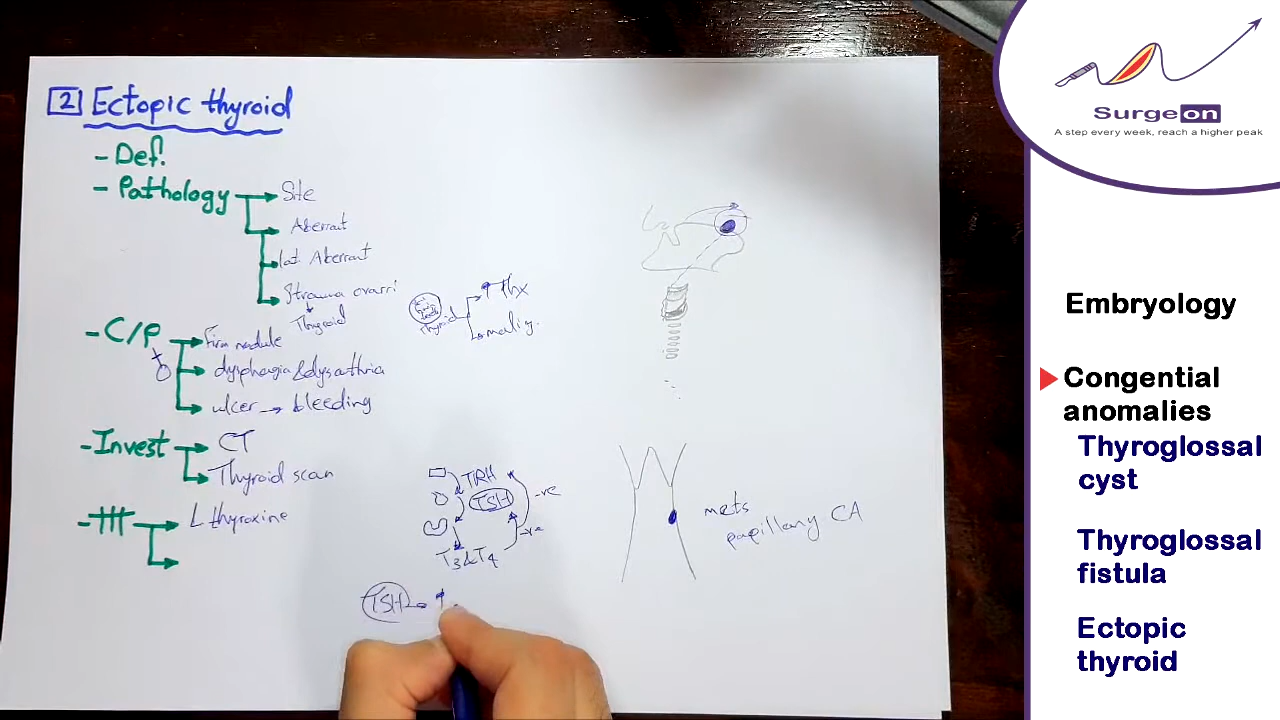 2 Ectopic thyroid
- Def.
- Pathology
Site
Aberrant
lat. Aberrant
Struma ovarri
Thyroid
- C/P
Firm nodule
dysphagia & dysarthria
ulcer → bleeding
Thyroid
↑ Thx
malig.
- Invest
CT
Thyroid scan
- ttt
L thyroxine
TRH
TSH
-ve
-ve
T3 & T4
TSH → ↑
mets
papillary CA
Surgeon
A step every week, reach a higher peak
Embryology
Congential
anomalies
Thyroglossal
cyst
Thyroglossal
fistula
Ectopic
thyroid